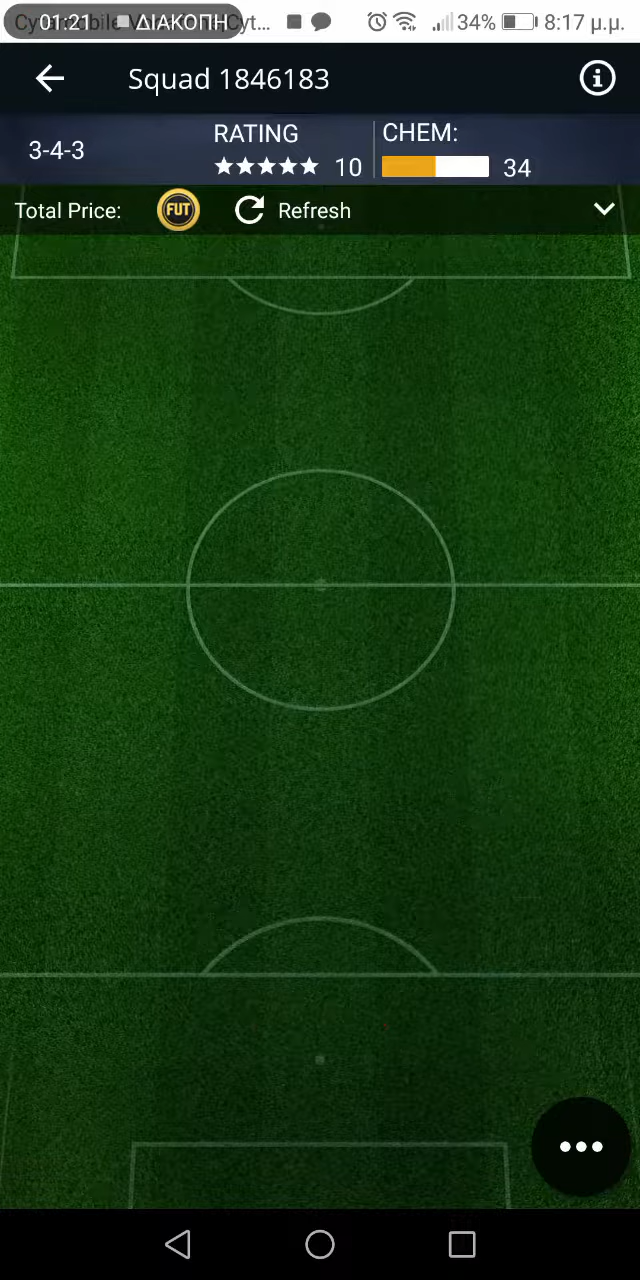 01:21 ΔΙΑΚΟΠΗ Cyt... 34% 8:17 μ.μ.
Squad 1846183
3-4-3
RATING
10
CHEM:
34
Total Price: FUT Refresh